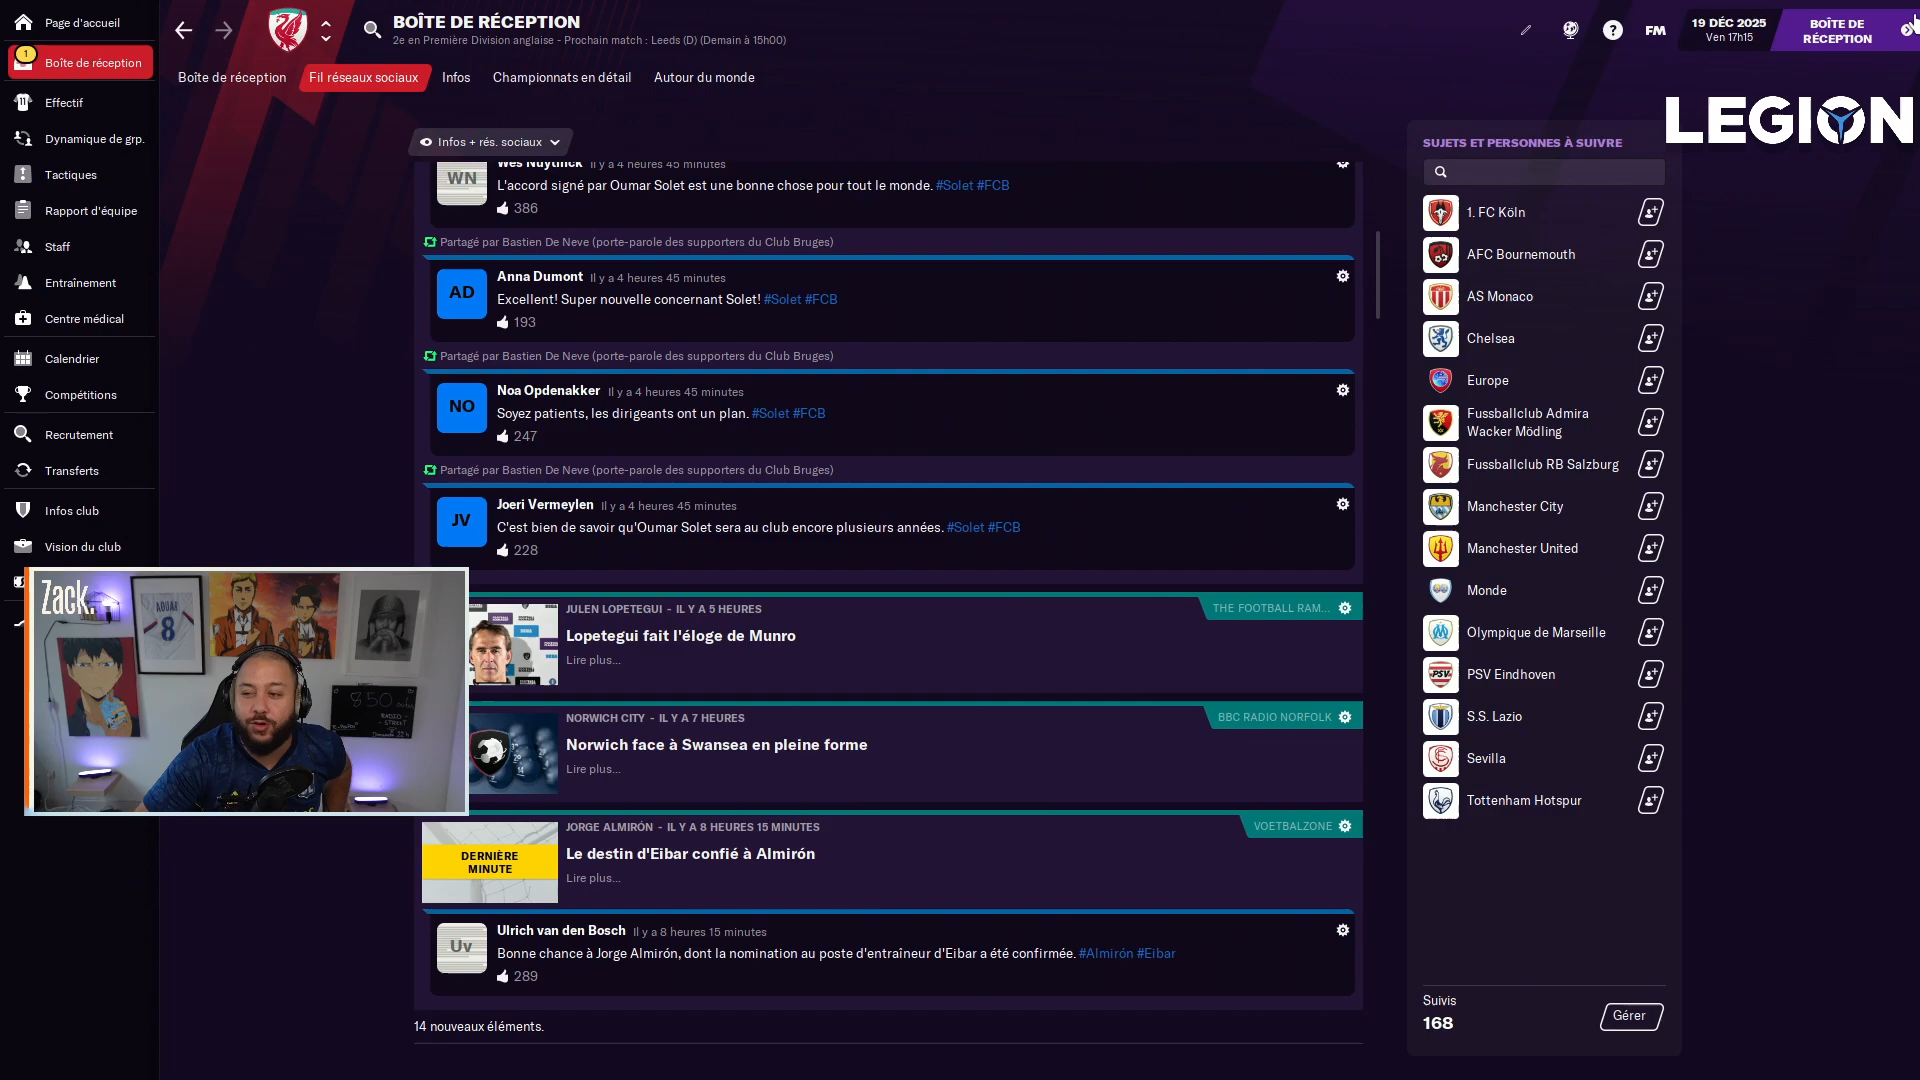 Page d'accueil
1
Boîte de réception
Effectif
Dynamique de grp.
Tactiques
Rapport d'équipe
Staff
Entraînement
Centre médical
Calendrier
Compétitions
Recrutement
Transferts
Infos club
Vision du club
BOÎTE DE RÉCEPTION
2e en Première Division anglaise - Prochain match : Leeds (D) (Demain à 15h00)
FM
19 DÉC 2025
Ven 17h15
BOÎTE DE
RÉCEPTION
Boîte de réception
Fil réseaux sociaux
Infos
Championnats en détail
Autour du monde
LEGION
Infos + rés. sociaux
WN
Wes Nuytinck Il y a 4 heures 45 minutes
L'accord signé par Oumar Solet est une bonne chose pour tout le monde. #Solet #FCB
386
Partagé par Bastien De Neve (porte-parole des supporters du Club Bruges)
AD
Anna Dumont Il y a 4 heures 45 minutes
Excellent! Super nouvelle concernant Solet! #Solet #FCB
193
Partagé par Bastien De Neve (porte-parole des supporters du Club Bruges)
NO
Noa Opdenakker Il y a 4 heures 45 minutes
Soyez patients, les dirigeants ont un plan. #Solet #FCB
247
Partagé par Bastien De Neve (porte-parole des supporters du Club Bruges)
JV
Joeri Vermeylen Il y a 4 heures 45 minutes
C'est bien de savoir qu'Oumar Solet sera au club encore plusieurs années. #Solet #FCB
228
JULEN LOPETEGUI - IL Y A 5 HEURES
THE FOOTBALL RAM...
Lopetegui fait l'éloge de Munro
Lire plus...
NORWICH CITY - IL Y A 7 HEURES
BBC RADIO NORFOLK
Norwich face à Swansea en pleine forme
Lire plus...
JORGE ALMIRÓN - IL Y A 8 HEURES 15 MINUTES
VOETBALZONE
DERNIÈRE
MINUTE
Le destin d'Eibar confié à Almirón
Lire plus...
Uv
Ulrich van den Bosch Il y a 8 heures 15 minutes
Bonne chance à Jorge Almirón, dont la nomination au poste d'entraîneur d'Eibar a été confirmée. #Almirón #Eibar
289
14 nouveaux éléments.
SUJETS ET PERSONNES À SUIVRE
1. FC Köln
AFC Bournemouth
AS Monaco
Chelsea
Europe
Fussballclub Admira
Wacker Mödling
Fussballclub RB Salzburg
Manchester City
Manchester United
Monde
Olympique de Marseille
PSV
PSV Eindhoven
S.S. Lazio
Sevilla
Tottenham Hotspur
Suivis
168
Gérer
Zack.
AOUAR
8
850
RADIO
STREET